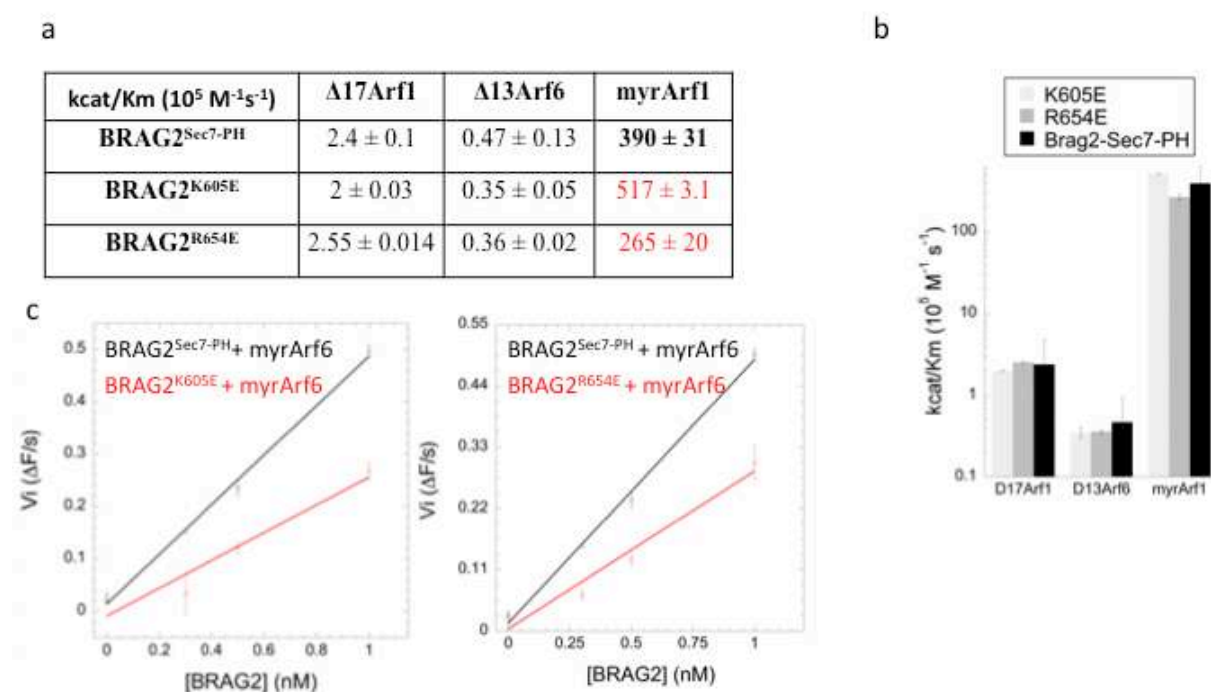 a
kcat/Km (10⁵ M⁻¹s⁻¹) Δ17Arf1 Δ13Arf6 myrArf1
BRAG2ˢᵉᶜ⁷⁻ᴾᴴ 2.4 ± 0.1 0.47 ± 0.13 390 ± 31
BRAG2ᴷ⁶⁰⁵ᴱ 2 ± 0.03 0.35 ± 0.05 517 ± 3.1
BRAG2ᴿ⁶⁵⁴ᴱ 2.55 ± 0.014 0.36 ± 0.02 265 ± 20
b
K605E
R654E
Brag2-Sec7-PH
kcat/Km (10⁵ M⁻¹ s⁻¹)
100
10
1
0.1
D17Arf1 D13Arf6 myrArf1
c
BRAG2ˢᵉᶜ⁷⁻ᴾᴴ+ myrArf6
BRAG2ᴷ⁶⁰⁵ᴱ + myrArf6
Vi (ΔF/s)
0.5
0.4
0.3
0.2
0.1
0
0 0.2 0.4 0.6 0.8 1
[BRAG2] (nM)
BRAG2ˢᵉᶜ⁷⁻ᴾᴴ + myrArf6
BRAG2ᴿ⁶⁵⁴ᴱ + myrArf6
Vi (ΔF/s)
0.55
0.44
0.33
0.22
0.11
0
0 0.25 0.5 0.75 1
[BRAG2] (nM)